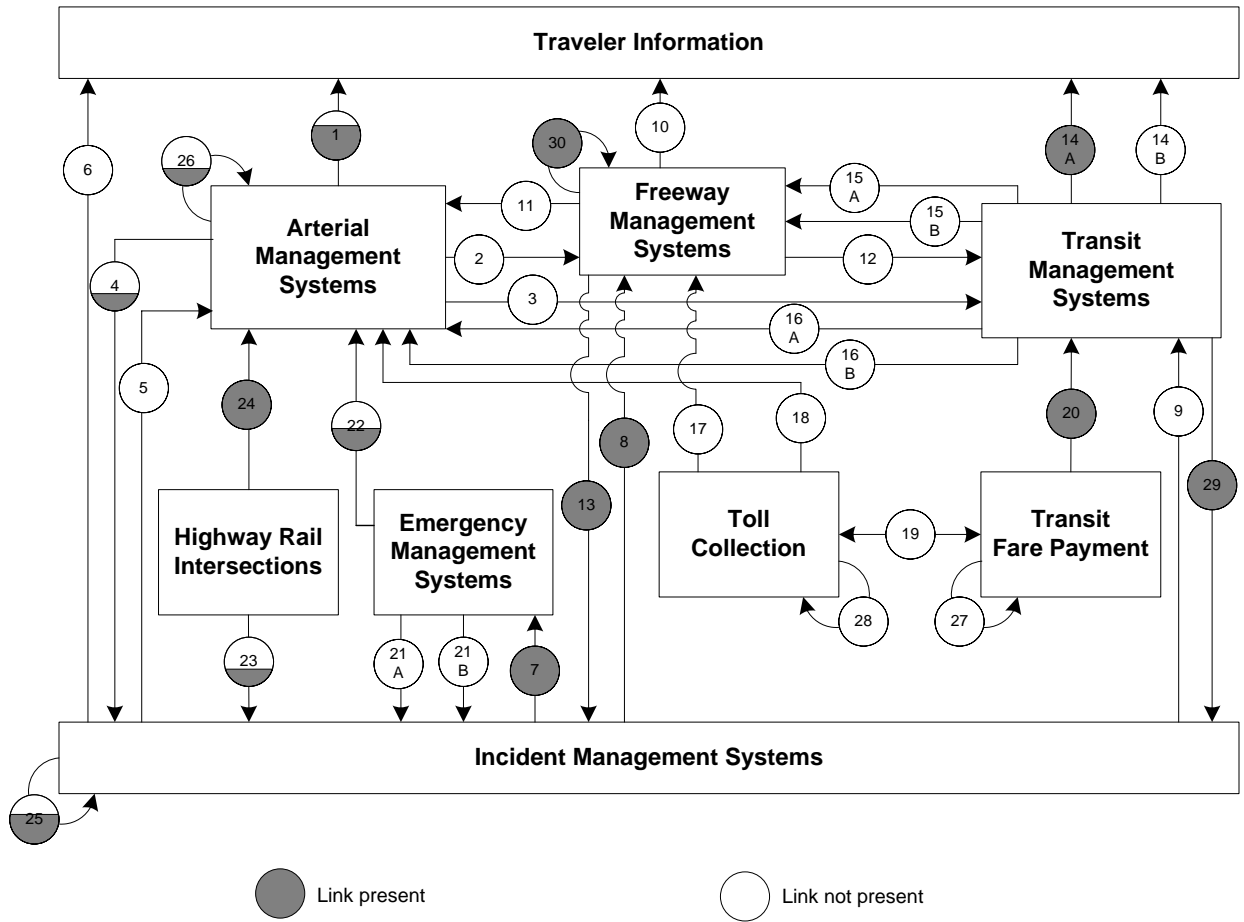 Traveler Information
1
10
14
A
14
B
6
26
30
15
A
15
B
11
Freeway
Management
Systems
Arterial
Management
Systems
Transit
Management
Systems
2
12
4
3
16
A
16
B
5
24
22
8
17
18
20
9
13
29
Highway Rail
Intersections
Emergency
Management
Systems
Toll
Collection
19
Transit
Fare Payment
28
27
23
21
A
21
B
7
Incident Management Systems
25
Link present
Link not present